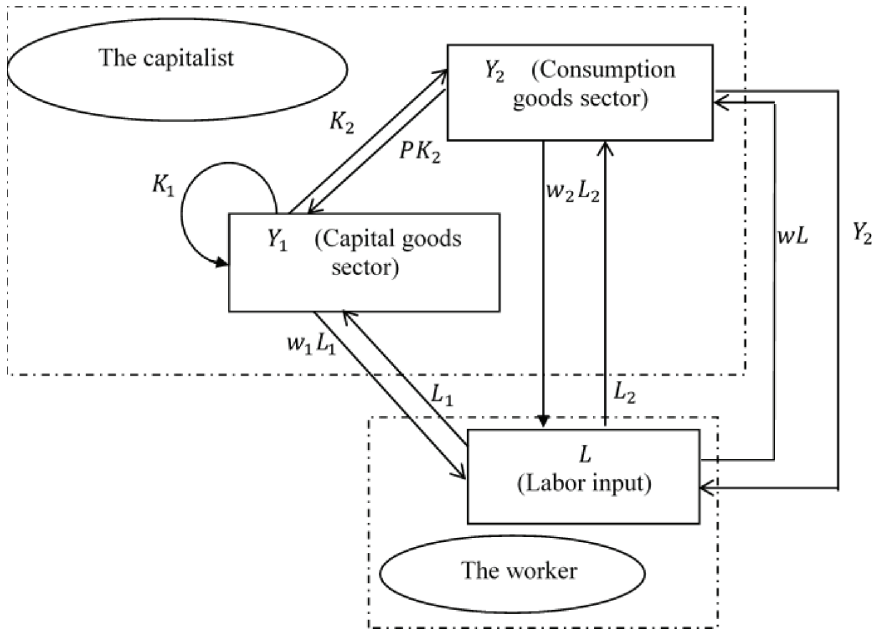 The capitalist
Y₂ (Consumption
goods sector)
K₂
PK₂
K₁
w₂L₂
wL
Y₂
Y₁ (Capital goods
sector)
w₁L₁
L₁
L₂
L
(Labor input)
The worker